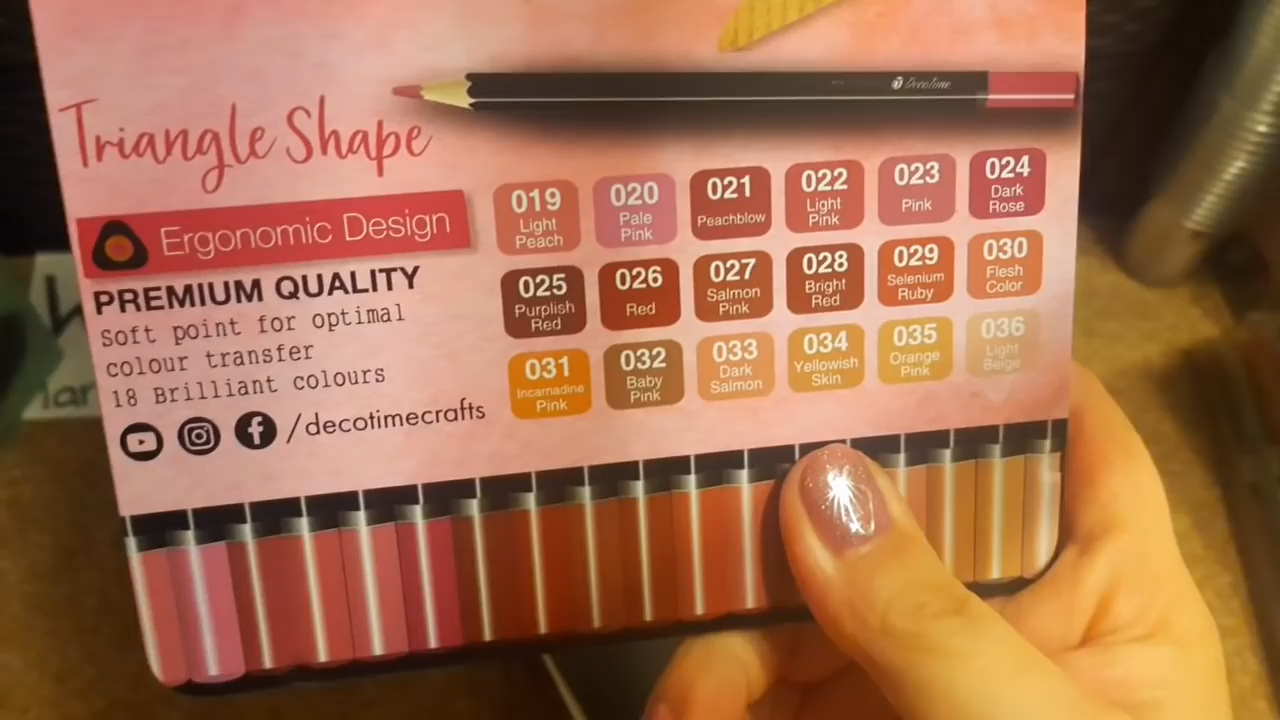 DecoTime
Triangle Shape
Ergonomic Design
PREMIUM QUALITY
Soft point for optimal
colour transfer
18 Brilliant colours
/decotimecrafts
019
Light
Peach
020
Pale
Pink
021
Peachblow
022
Light
Pink
023
Pink
024
Dark
Rose
025
Purplish
Red
026
Red
027
Salmon
Pink
028
Bright
Red
029
Selenium
Ruby
030
Flesh
Color
031
Incarnadine
Pink
032
Baby
Pink
033
Dark
Salmon
034
Yellowish
Skin
035
Orange
Pink
036
Light
Beige